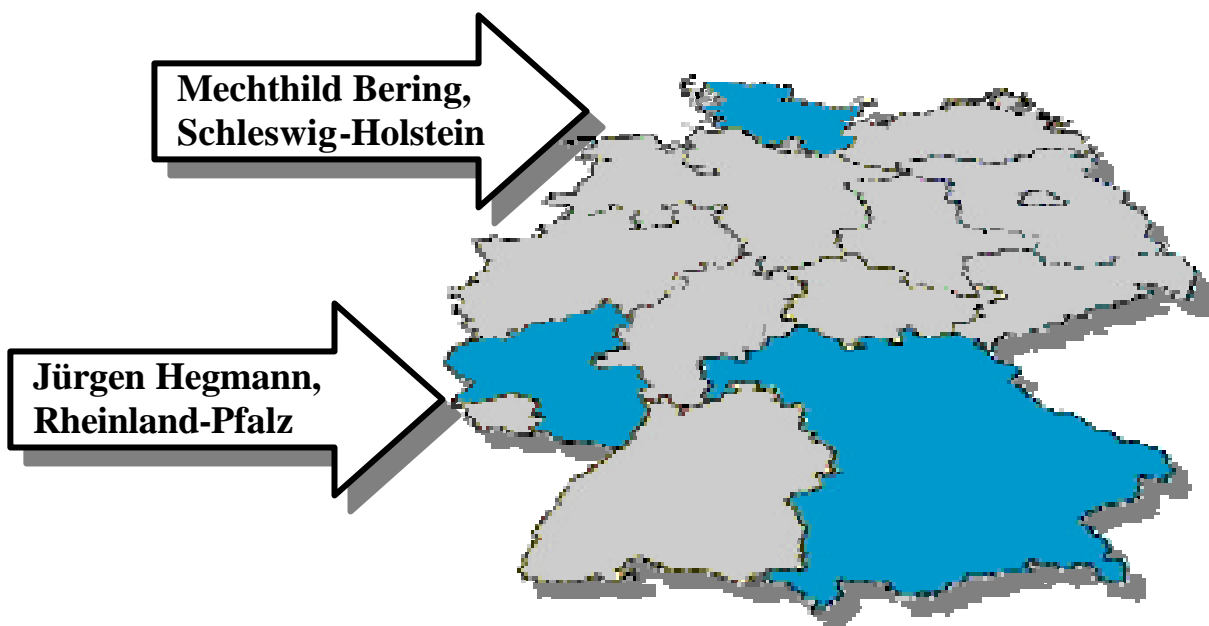 Mechthild Bering,
Schleswig-Holstein
Jürgen Hegmann,
Rheinland-Pfalz